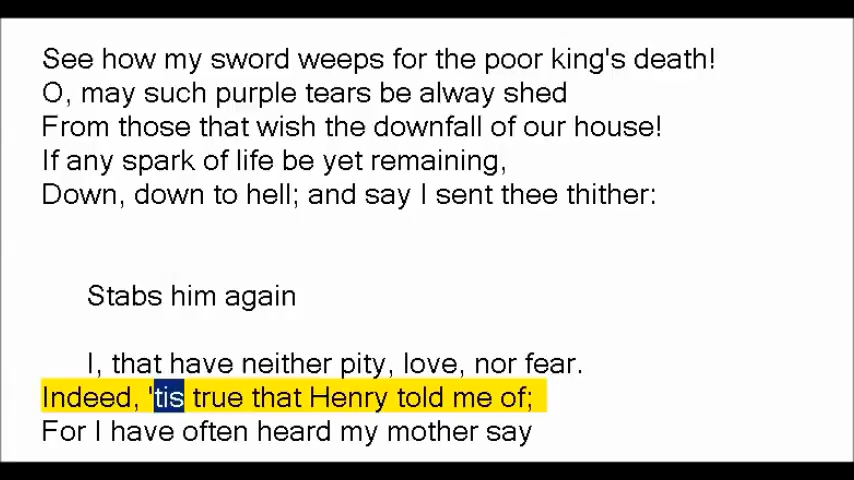 See how my sword weeps for the poor king's death!
O, may such purple tears be alway shed
From those that wish the downfall of our house!
If any spark of life be yet remaining,
Down, down to hell; and say I sent thee thither:
Stabs him again
I, that have neither pity, love, nor fear.
Indeed, 'tis true that Henry told me of;
For I have often heard my mother say